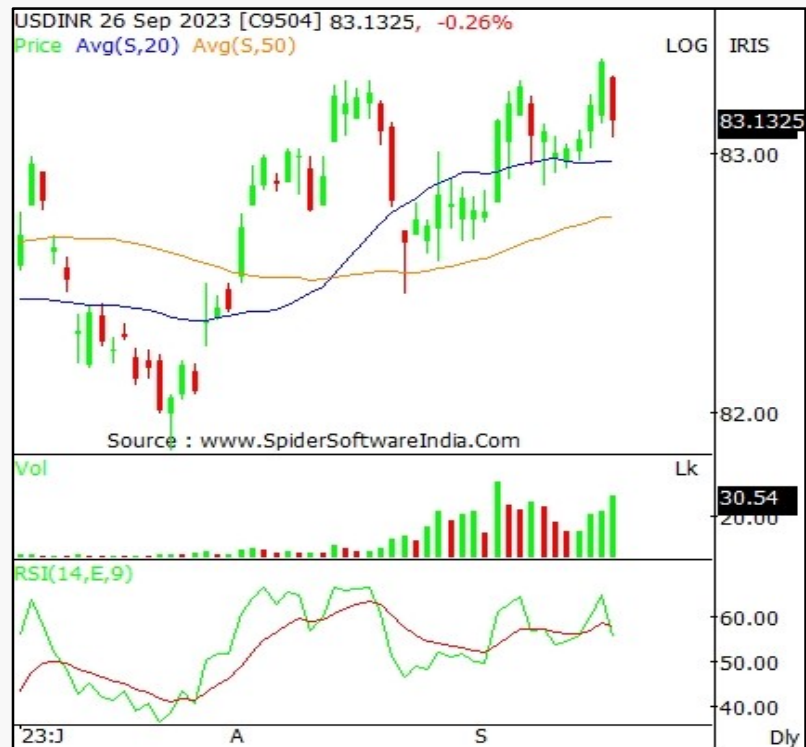 USDINR 26 Sep 2023 [C9504] 83.1325, -0.26%
Price Avg(S,20) Avg(S,50) LOG IRIS
83.1325
83.00
82.00
Source : www.SpiderSoftwareIndia.Com
Vol Lk
30.54
20.00
RSI(14,E,9)
60.00
50.00
40.00
'23:J A S Dly